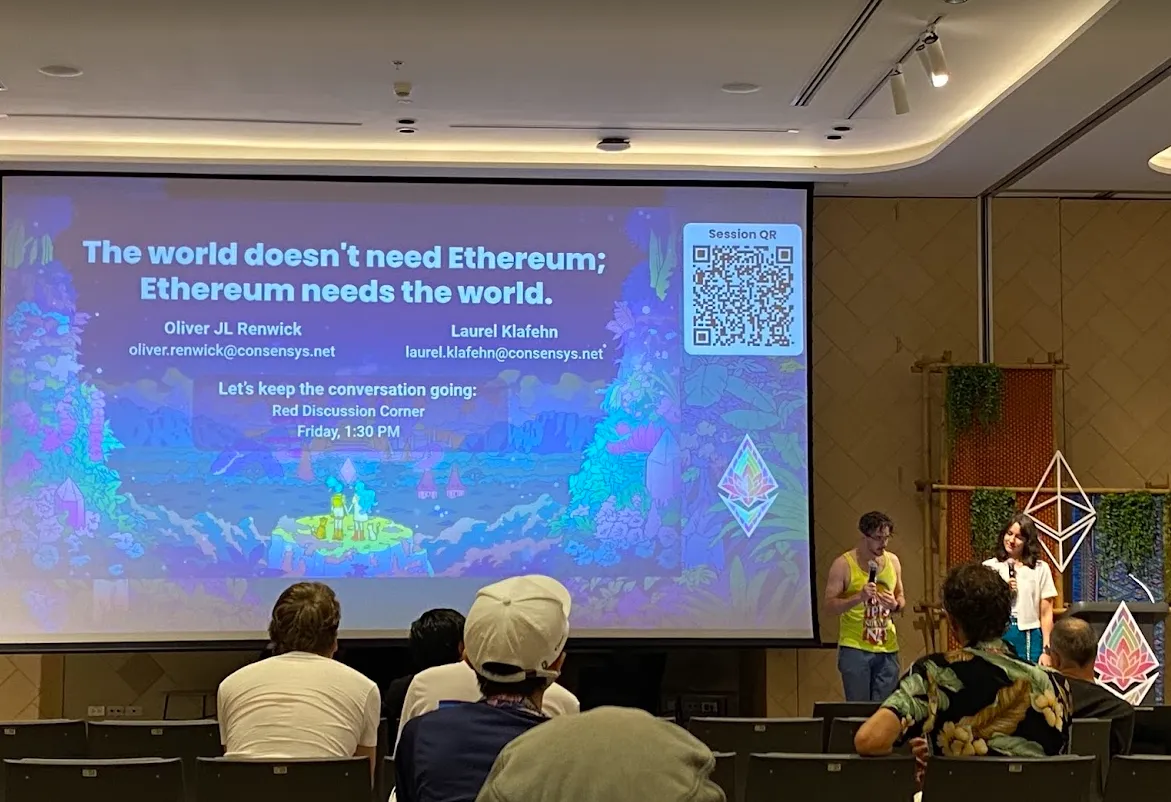 The world doesn't need Ethereum;
Ethereum needs the world.
Oliver JL Renwick
oliver.renwick@consensys.net
Laurel Klafehn
laurel.klafehn@consensys.net
Let's keep the conversation going:
Red Discussion Corner
Friday, 1:30 PM
Session QR